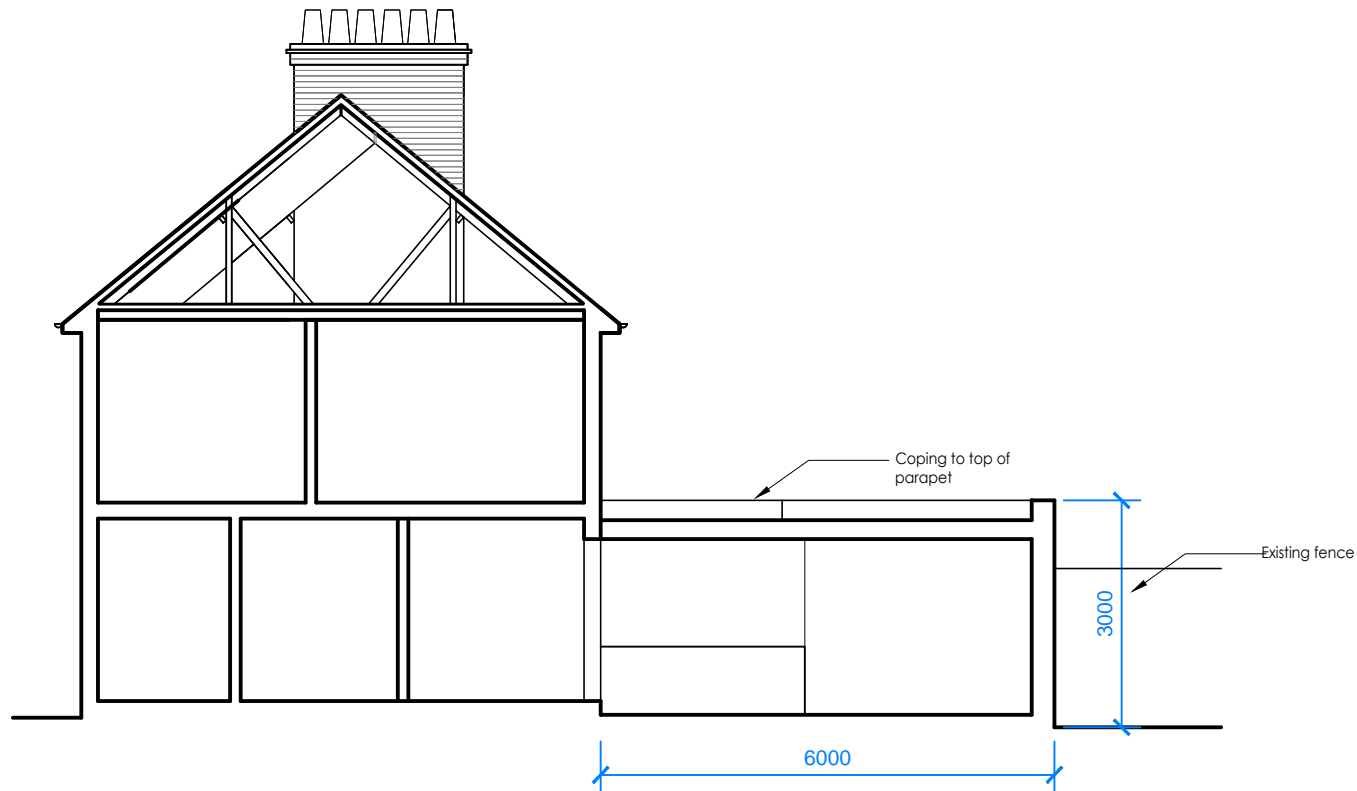 Coping to top of
parapet
Existing fence
3000
6000